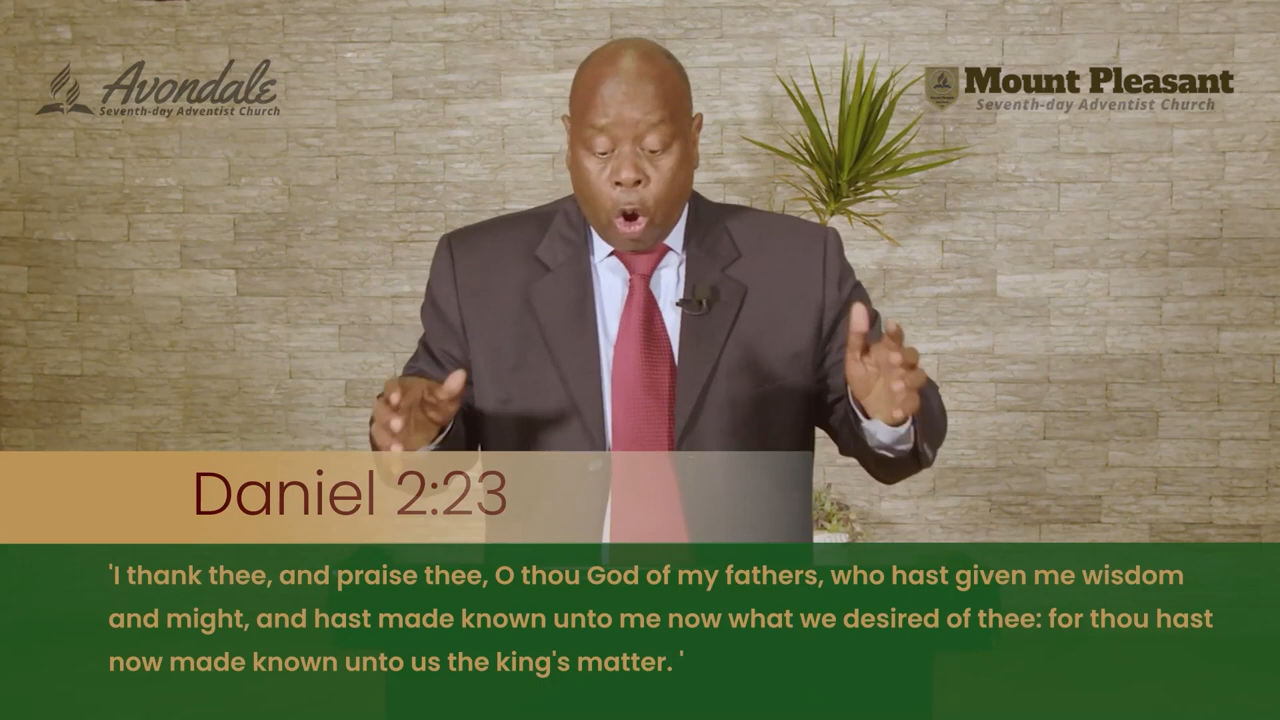 Avondale
Seventh-day Adventist Church
Mount Pleasant
Seventh-day Adventist Church
Daniel 2:23
'I thank thee, and praise thee, O thou God of my fathers, who hast given me wisdom
and might, and hast made known unto me now what we desired of thee: for thou hast
now made known unto us the king's matter. '